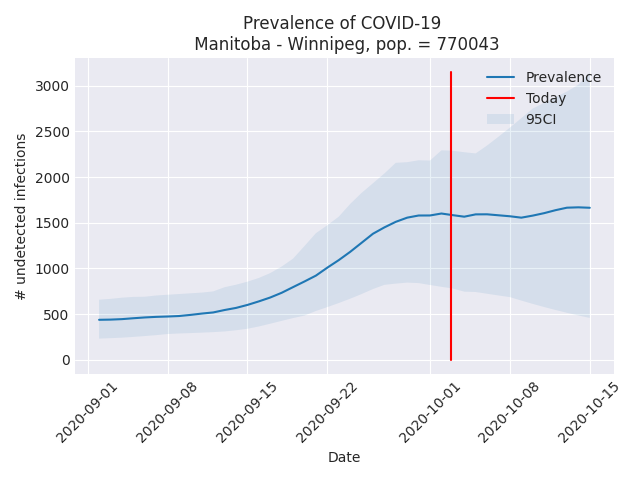 Prevalence of COVID-19
Manitoba - Winnipeg, pop. = 770043
Prevalence
Today
95CI
3000
2500
2000
1500
1000
500
0
# undetected infections
2020-09-01
2020-09-08
2020-09-15
2020-09-22
2020-10-01
2020-10-08
2020-10-15
Date